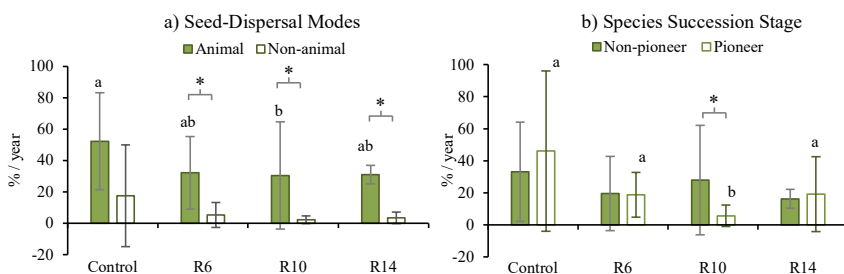 a) Seed-Dispersal Modes
Animal Non-animal
% / year
100
80
60
40
20
0
-20
a
ab
*
b
*
ab
*
Control R6 R10 R14
b) Species Succession Stage
Non-pioneer Pioneer
% / year
100
80
60
40
20
0
-20
a
a
*
b
a
Control R6 R10 R14